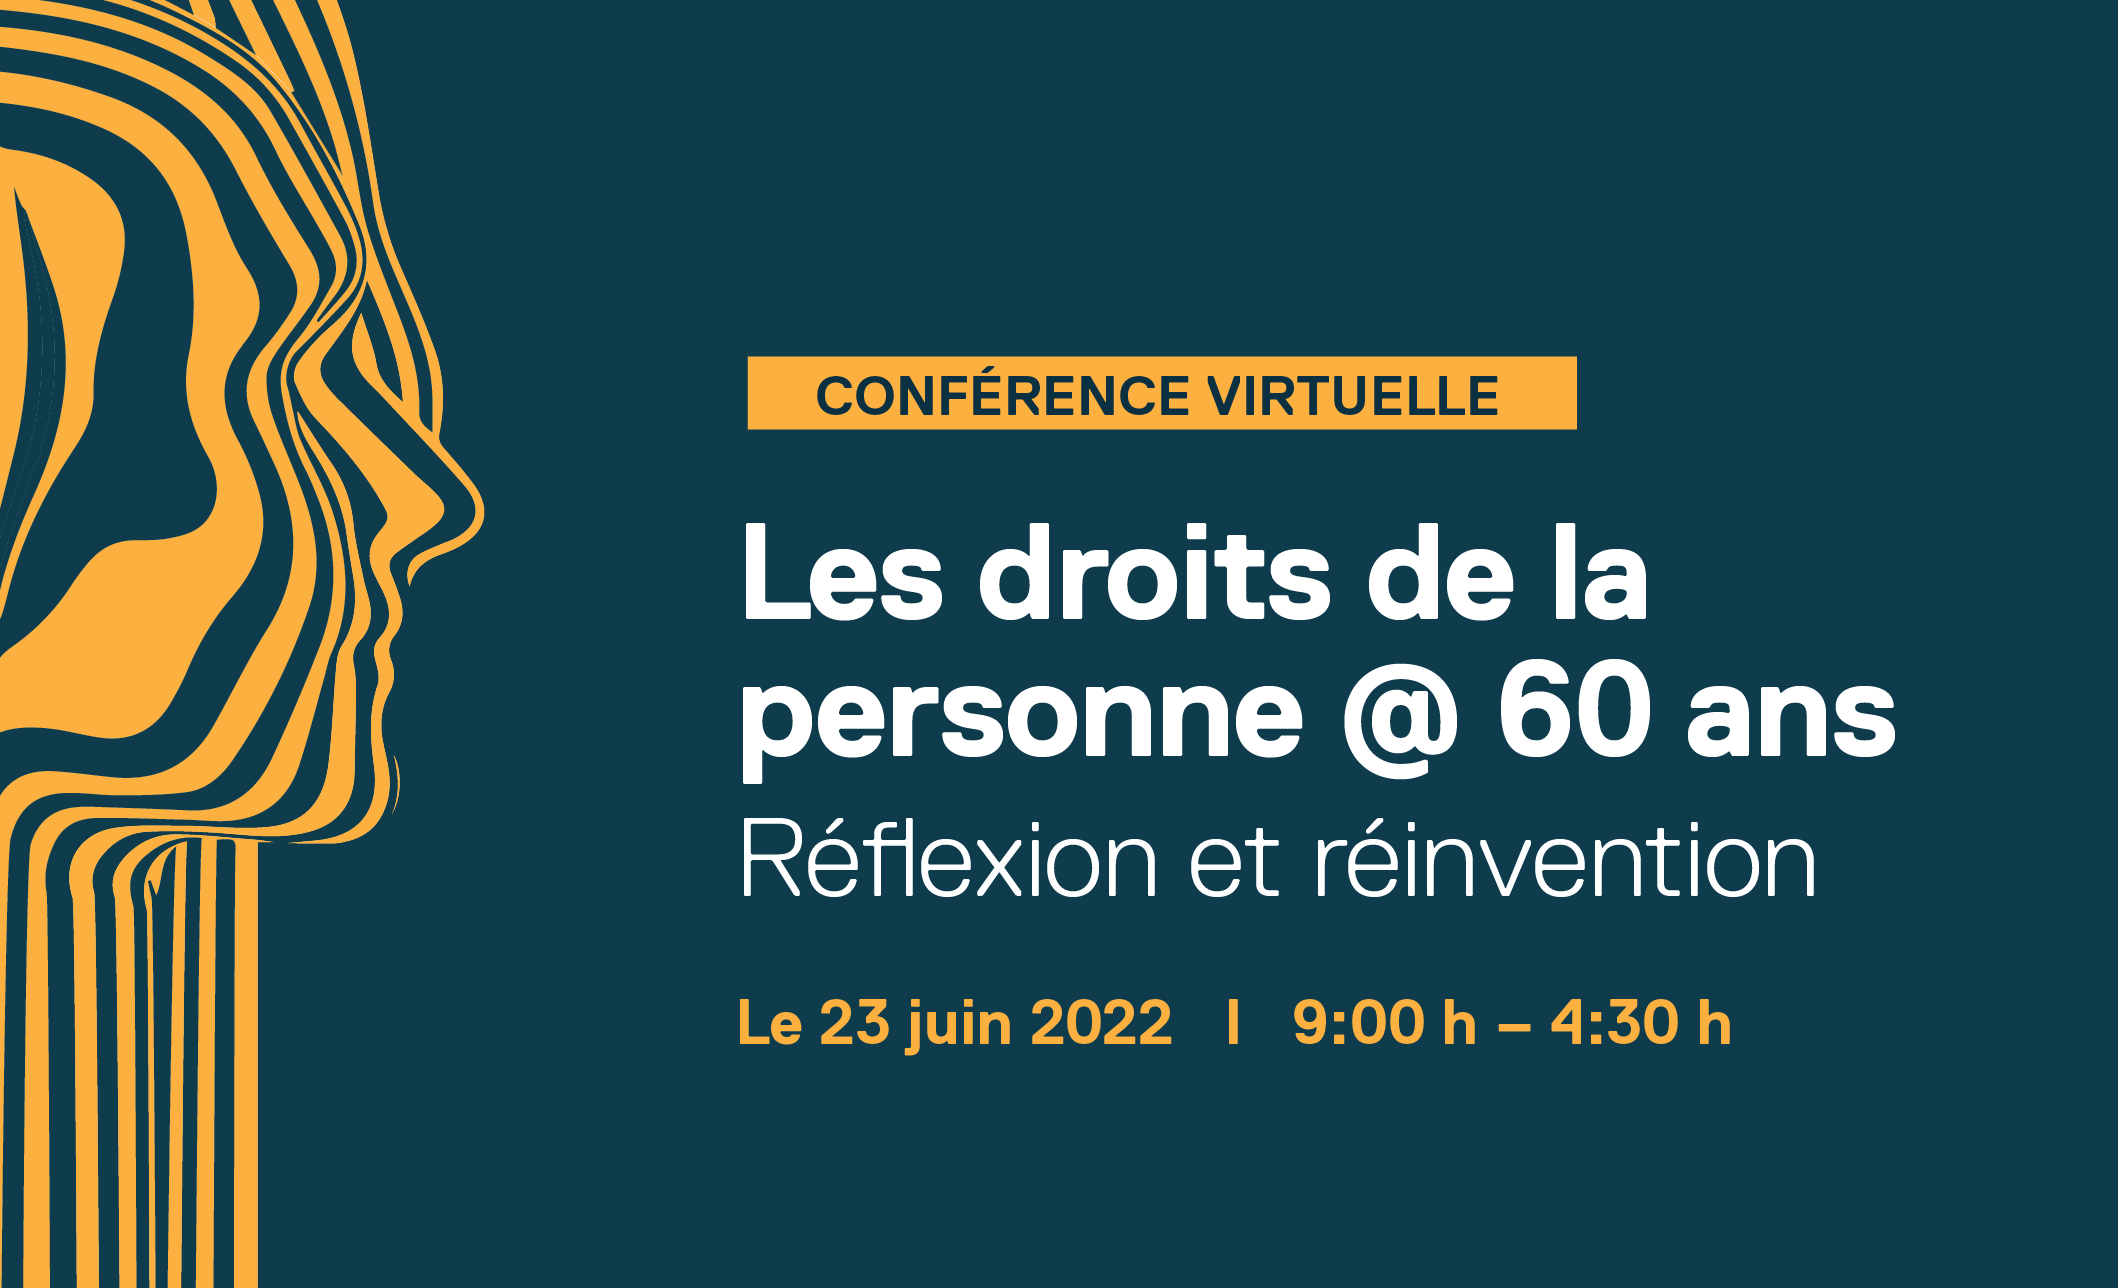 CONFÉRENCE VIRTUELLE
Les droits de la
personne @ 60 ans
Réflexion et réinvention
Le 23 juin 2022 | 9:00 h – 4:30 h